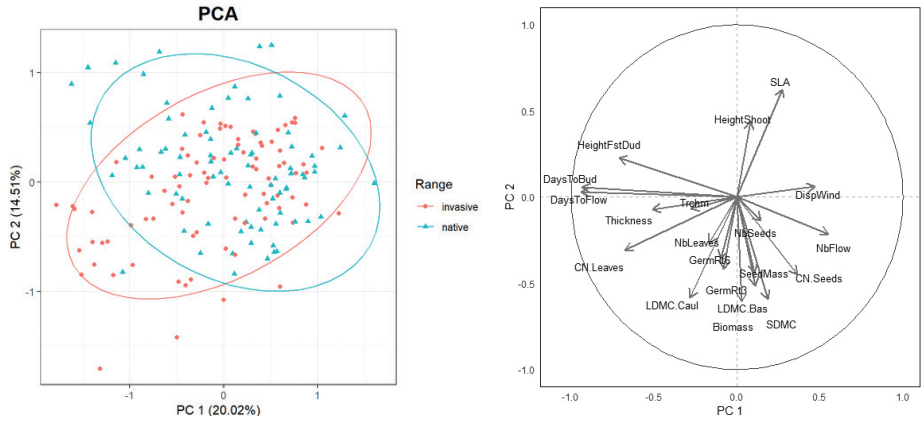 PCA
1
0
-1
PC 2 (14.51%)
-1
0
1
PC 1 (20.02%)
Range
invasive
native
1.0
0.5
0.0
-0.5
-1.0
PC 2
-1.0
-0.5
0.0
0.5
1.0
PC 1
SLA
HeightShoot
HeightFstBud
DaysToBud
DaysToFlow
Thickness
Trchm
DispWind
NbSeeds
NbFlow
NbLeaves
CN.Leaves
GermRt6
SeedMass
CN.Seeds
GermRt3
LDMC.Caul
LDMC.Bas
Biomass
SDMC